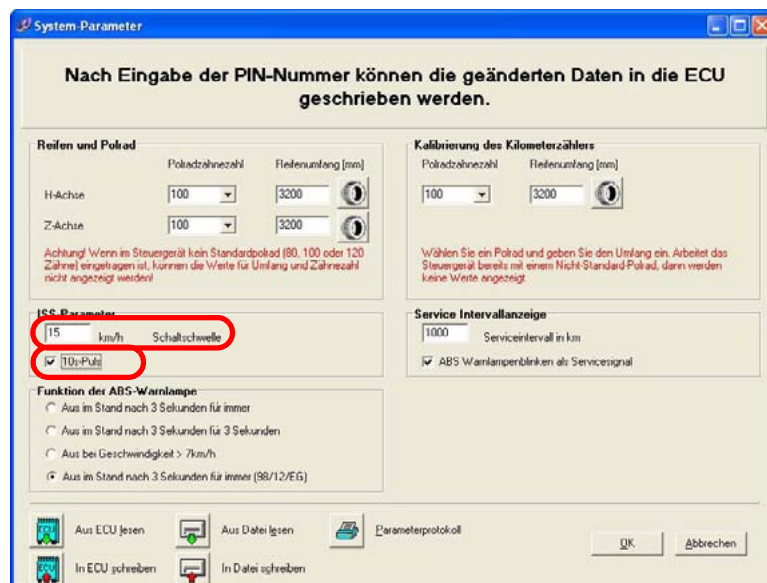 System-Parameter
Nach Eingabe der PIN-Nummer können die geänderten Daten in die ECU
geschrieben werden.
Reifen und Polrad
Polradzahnezahl Reifenumfang [mm]
H-Achse 100 3200
Z-Achse 100 3200
Achtung! Wenn im Steuergerät kein Standardpolrad (80, 100 oder 120
Zähne) eingetragen ist, können die Werte für Umfang und Zähnezahl
nicht angezeigt werden!
Kalibrierung des Kilometerzählers
Polradzahnezahl Reifenumfang [mm]
100 3200
Wählen Sie ein Polrad und geben Sie den Umfang ein. Arbeitet das
Steuergerät bereits mit einem Nicht-Standard-Polrad, dann werden
keine Werte angezeigt.
ISS-Parameter
15 km/h Schaltschwelle
10s-Puls
Service Intervallanzeige
1000 Serviceintervall in km
ABS Warnlampenblinken als Servicesignal
Funktion der ABS-Warnlampe
Aus im Stand nach 3 Sekunden für immer
Aus im Stand nach 3 Sekunden für 3 Sekunden
Aus bei Geschwindigkeit > 7km/h
Aus im Stand nach 3 Sekunden für immer (98/12/EG)
ECU Aus ECU lesen Aus Datei lesen Parameterprotokoll
ECU In ECU schreiben In Datei schreiben
OK Abbrechen